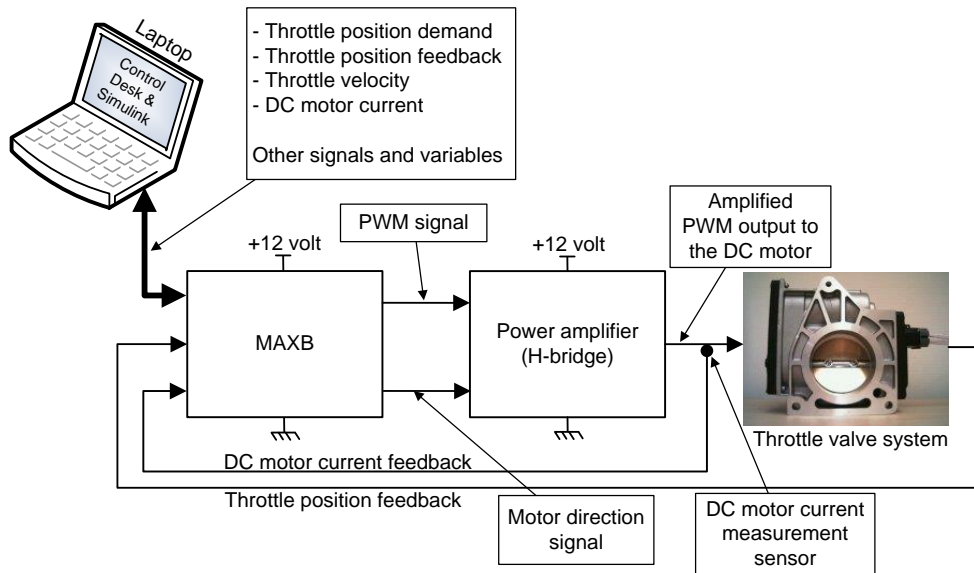 Laptop
Control
Desk &
Simulink
- Throttle position demand
- Throttle position feedback
- Throttle velocity
- DC motor current
Other signals and variables
PWM signal
Amplified
PWM output to
the DC motor
+12 volt
+12 volt
MAXB
Power amplifier
(H-bridge)
Throttle valve system
DC motor current feedback
Throttle position feedback
Motor direction
signal
DC motor current
measurement
sensor